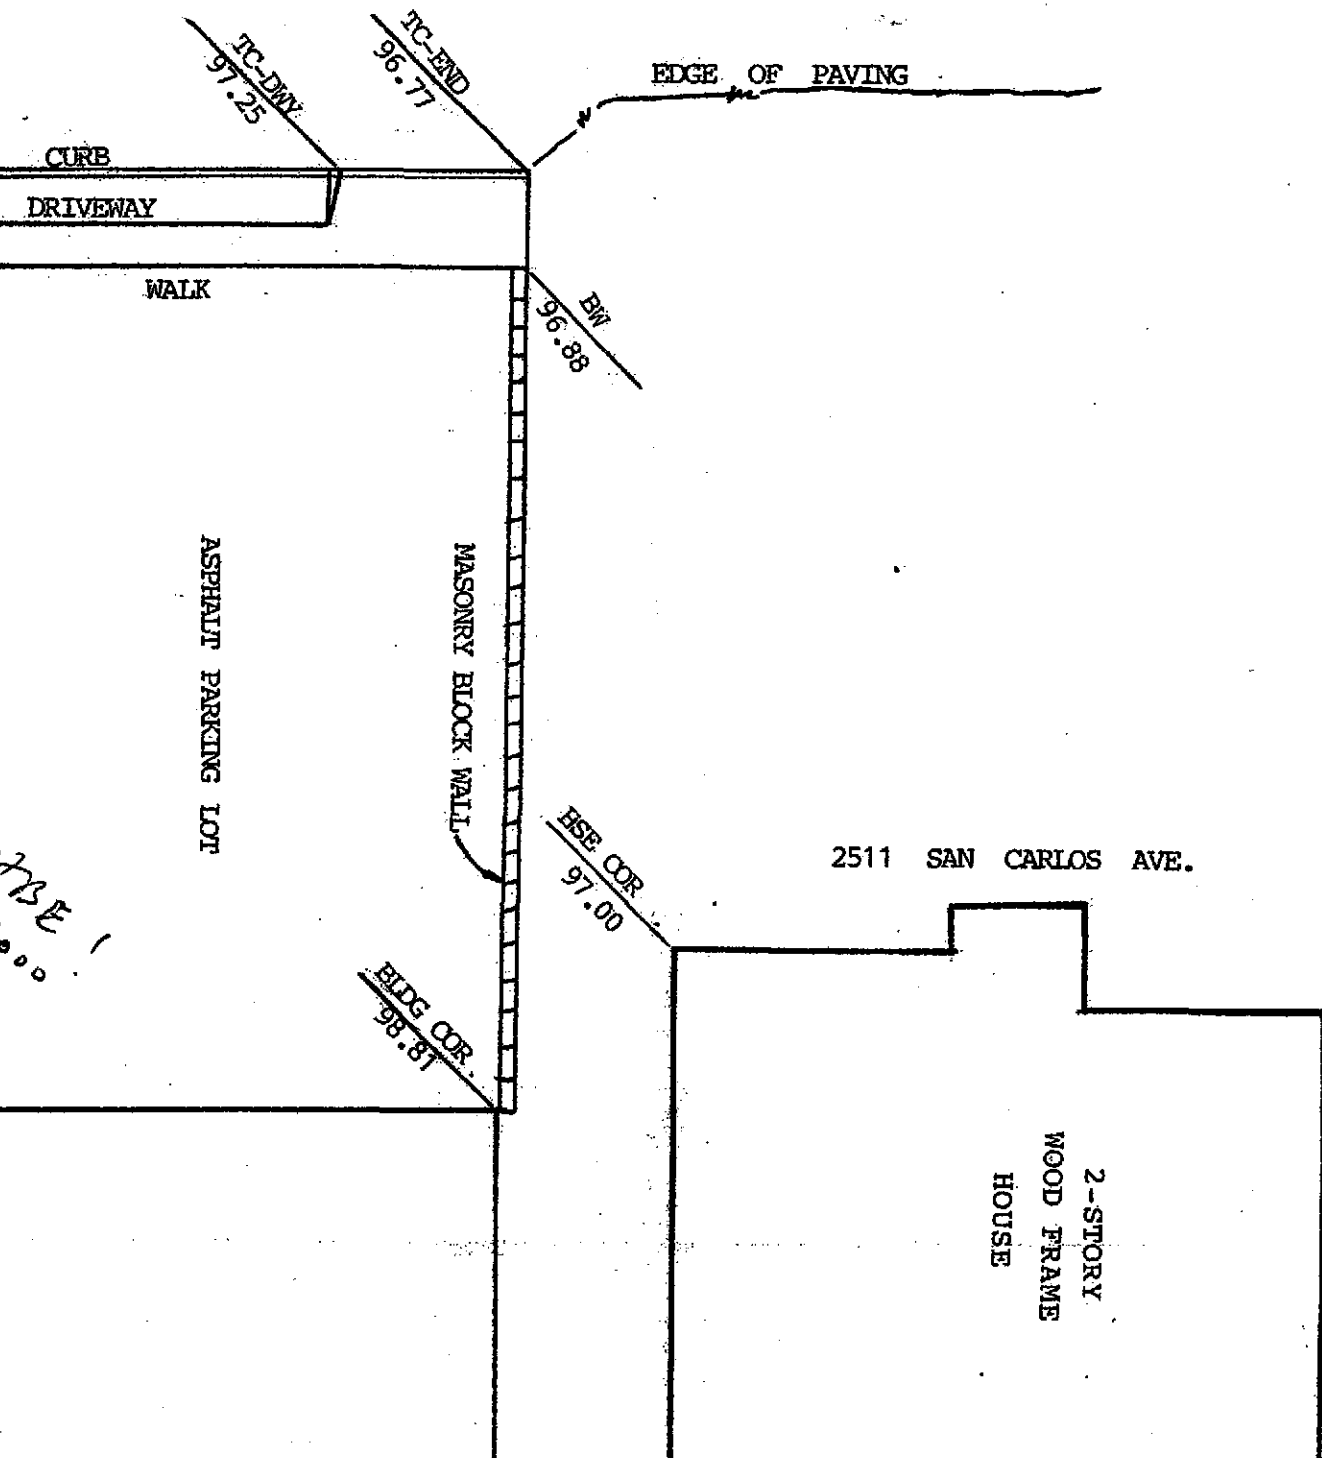 TC-DWY
97.25
TC-END
96.77
EDGE OF PAVING
CURB
DRIVEWAY
WALK
BW
96.88
ASPHALT PARKING LOT
MASONRY BLOCK WALL
HSE COR.
97.00
2511 SAN CARLOS AVE.
BLDG COR.
98.87
2-STORY
WOOD FRAME
HOUSE